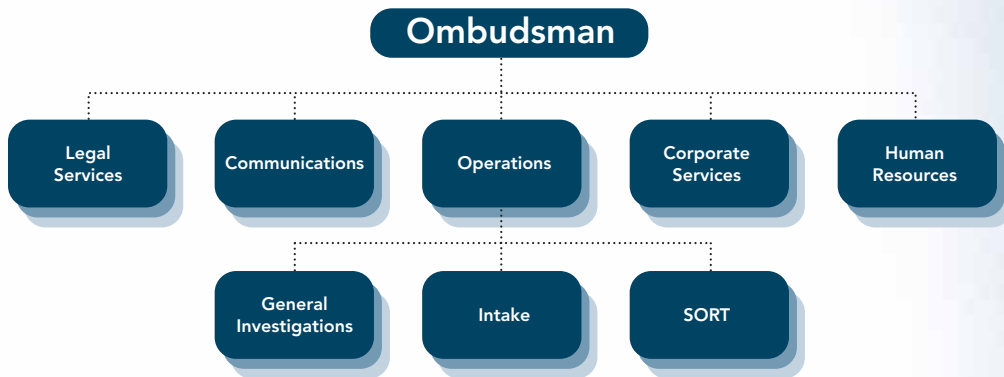 Ombudsman
Legal
Services
Communications
Operations
Corporate
Services
Human
Resources
General
Investigations
Intake
SORT